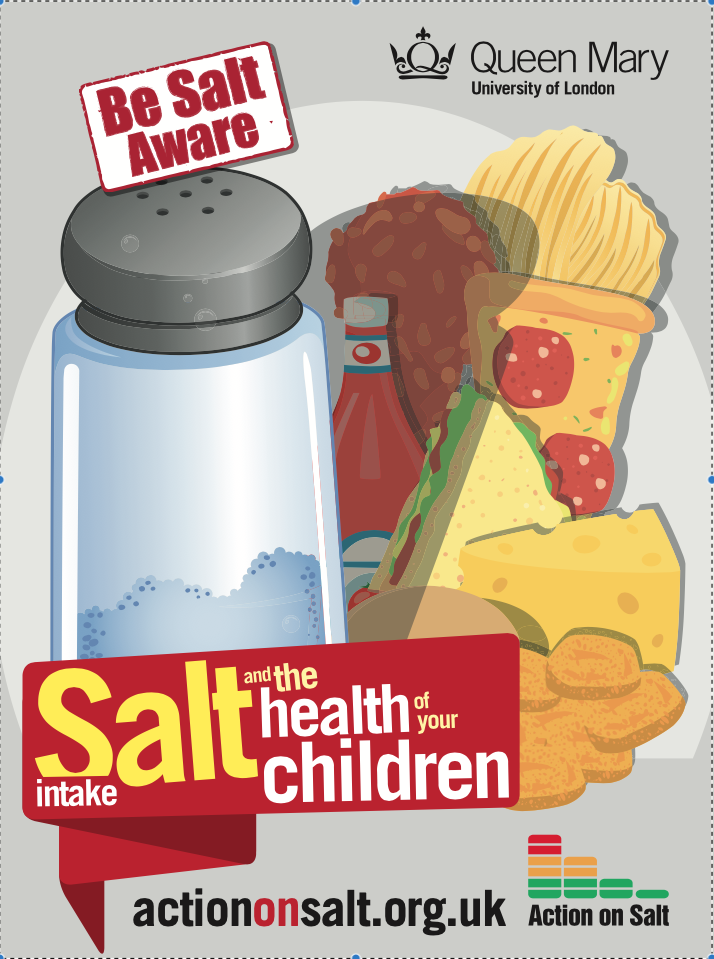 Be Salt
Aware
Queen Mary
University of London
Salt and the
health of your
intake children
actiononsalt.org.uk
Action on Salt